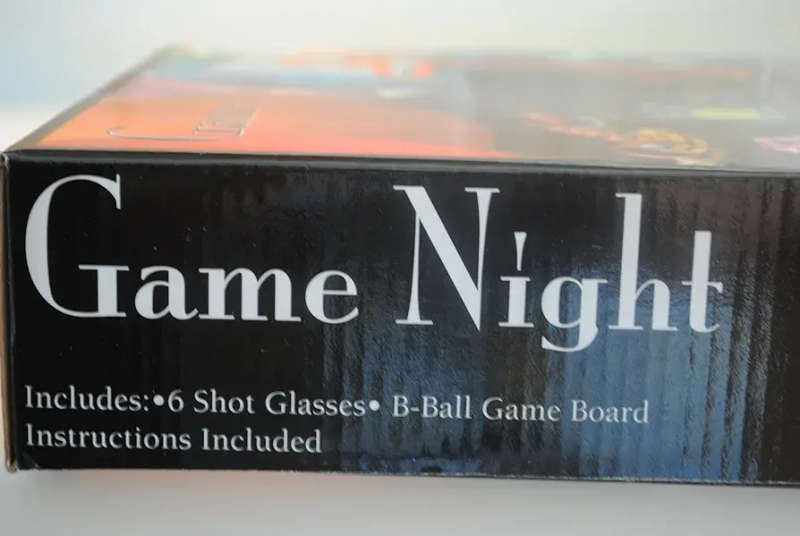 Game Night
Includes:•6 Shot Glasses• B-Ball Game Board
Instructions Included